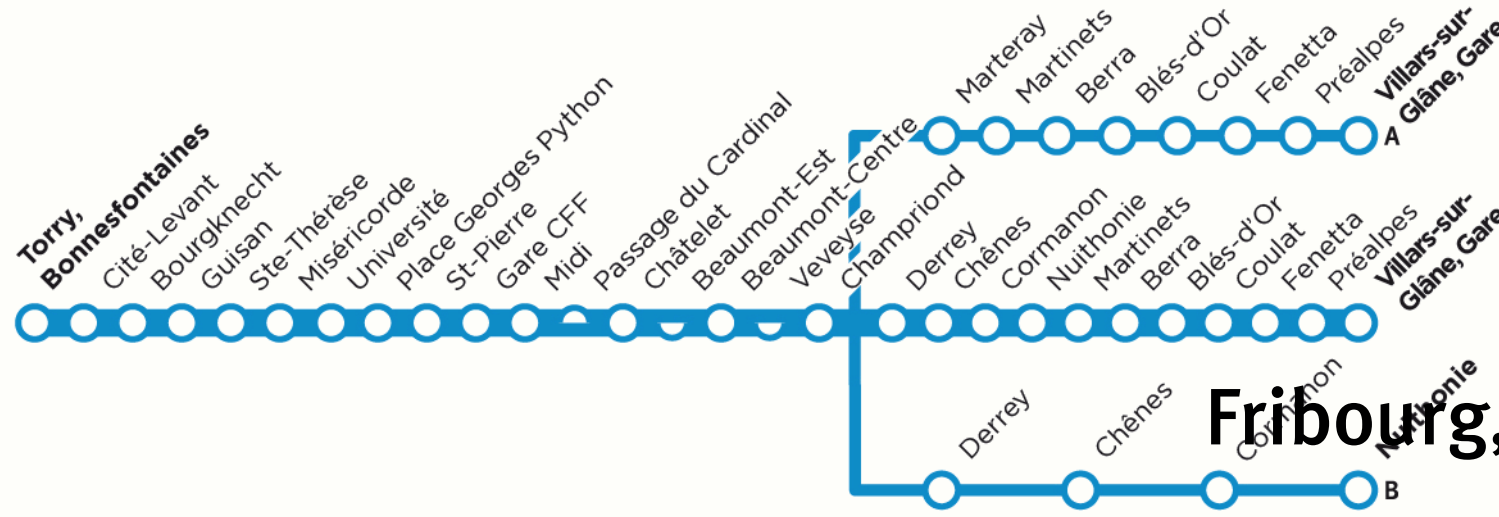 Marteray
Martinets
Berra
Blés-d'Or
Coulat
Fenetta
Préalpes
Villars-sur-
Glâne, Gare
A
Torry,
Bonnesfontaines
Cité-Levant
Bourgknecht
Guisan
Ste-Thérèse
Miséricorde
Université
Place Georges Python
St-Pierre
Gare CFF
Midi
Passage du Cardinal
Châtelet
Beaumont-Est
Beaumont-Centre
Veveyse
Champriond
Derrey
Chênes
Cormanon
Nuithonie
Martinets
Berra
Blés-d'Or
Coulat
Fenetta
Préalpes
Villars-sur-
Glâne, Gare
Derrey
Chênes
Cormanon
Nuithonie
B
Fribourg,